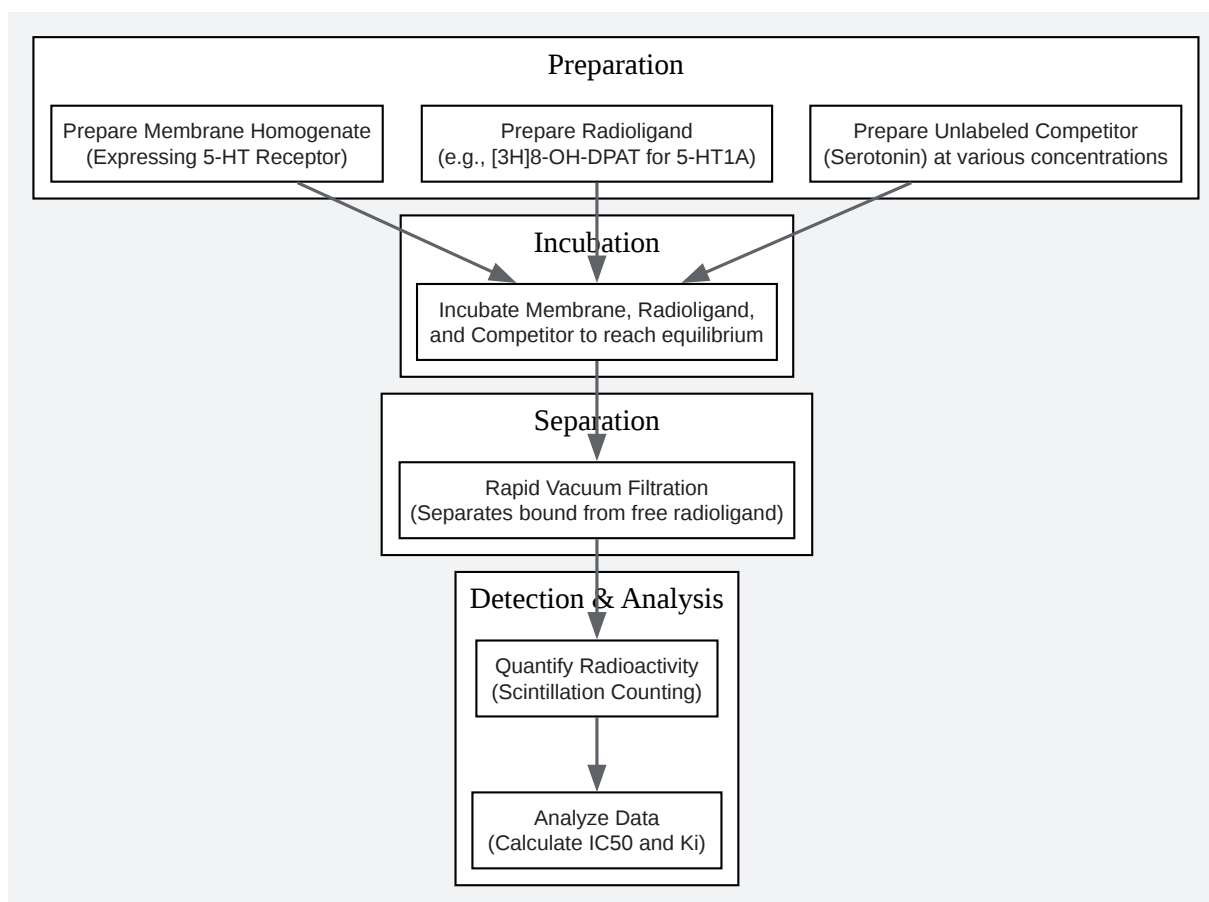 Preparation
Prepare Membrane Homogenate
(Expressing 5-HT Receptor)
Prepare Radioligand
(e.g., [3H]8-OH-DPAT for 5-HT1A)
Prepare Unlabeled Competitor
(Serotonin) at various concentrations
Incubation
Incubate Membrane, Radioligand,
and Competitor to reach equilibrium
Separation
Rapid Vacuum Filtration
(Separates bound from free radioligand)
Detection & Analysis
Quantify Radioactivity
(Scintillation Counting)
Analyze Data
(Calculate IC50 and Ki)